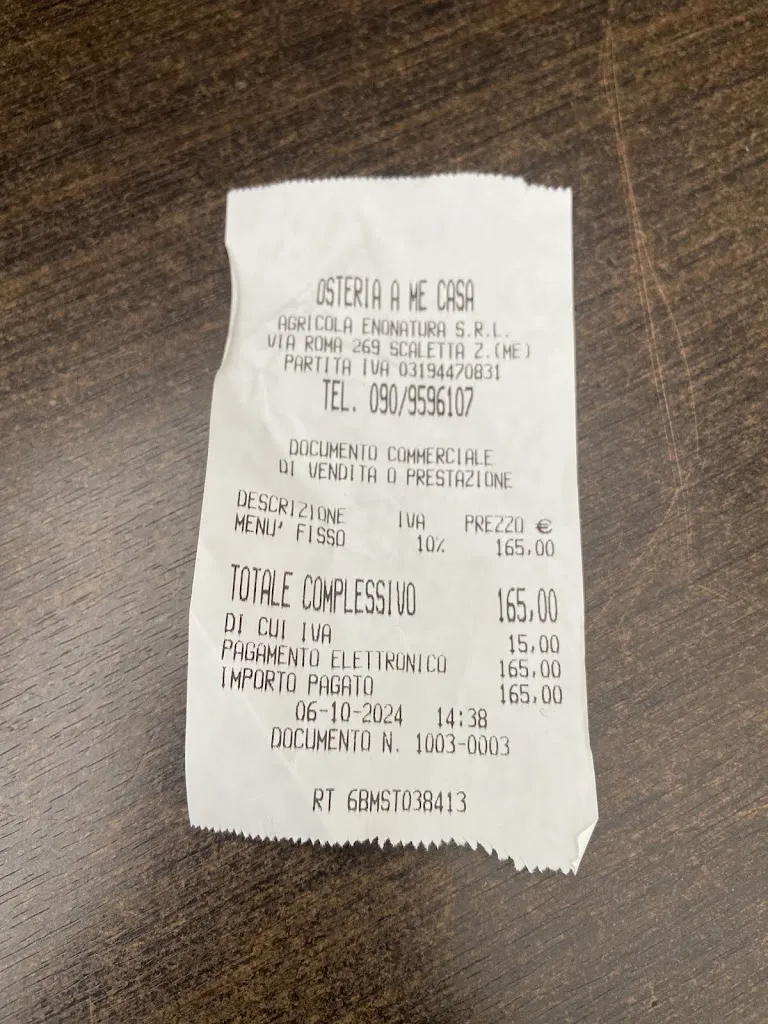 OSTERIA A ME CASA
AGRICOLA ENONATURA S.R.L.
VIA ROMA 269 SCALETTA Z.(ME)
PARTITA IVA 03194470831
TEL. 090/9596107
DOCUMENTO COMMERCIALE
DI VENDITA O PRESTAZIONE
DESCRIZIONE IVA PREZZO €
MENU' FISSO 10% 165,00
TOTALE COMPLESSIVO 165,00
DI CUI IVA 15,00
PAGAMENTO ELETTRONICO 165,00
IMPORTO PAGATO 165,00
06-10-2024 14:38
DOCUMENTO N. 1003-0003
RT 6BMST038413